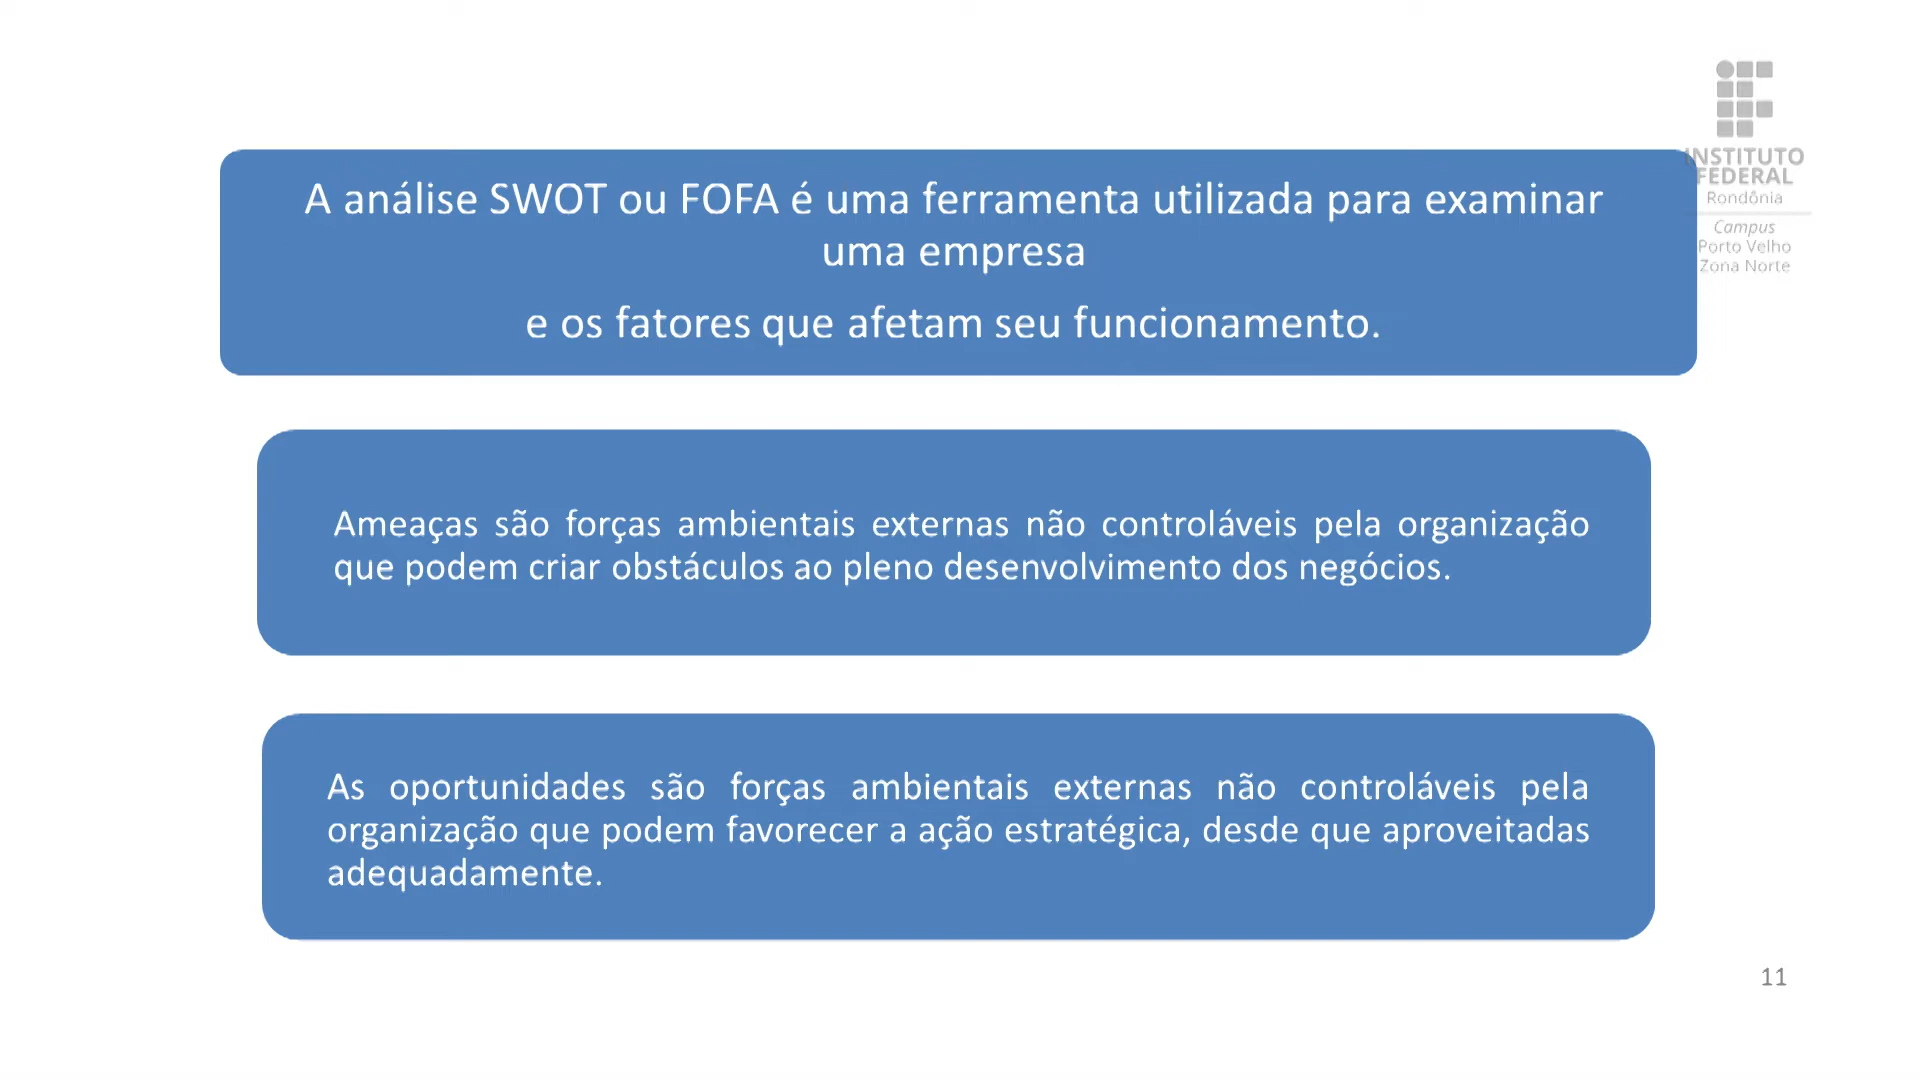 INSTITUTO
FEDERAL
Rondônia
Campus
Porto Velho
Zona Norte
A análise SWOT ou FOFA é uma ferramenta utilizada para examinar
uma empresa
e os fatores que afetam seu funcionamento.
Ameaças são forças ambientais externas não controláveis pela organização
que podem criar obstáculos ao pleno desenvolvimento dos negócios.
As oportunidades são forças ambientais externas não controláveis pela
organização que podem favorecer a ação estratégica, desde que aproveitadas
adequadamente.
11